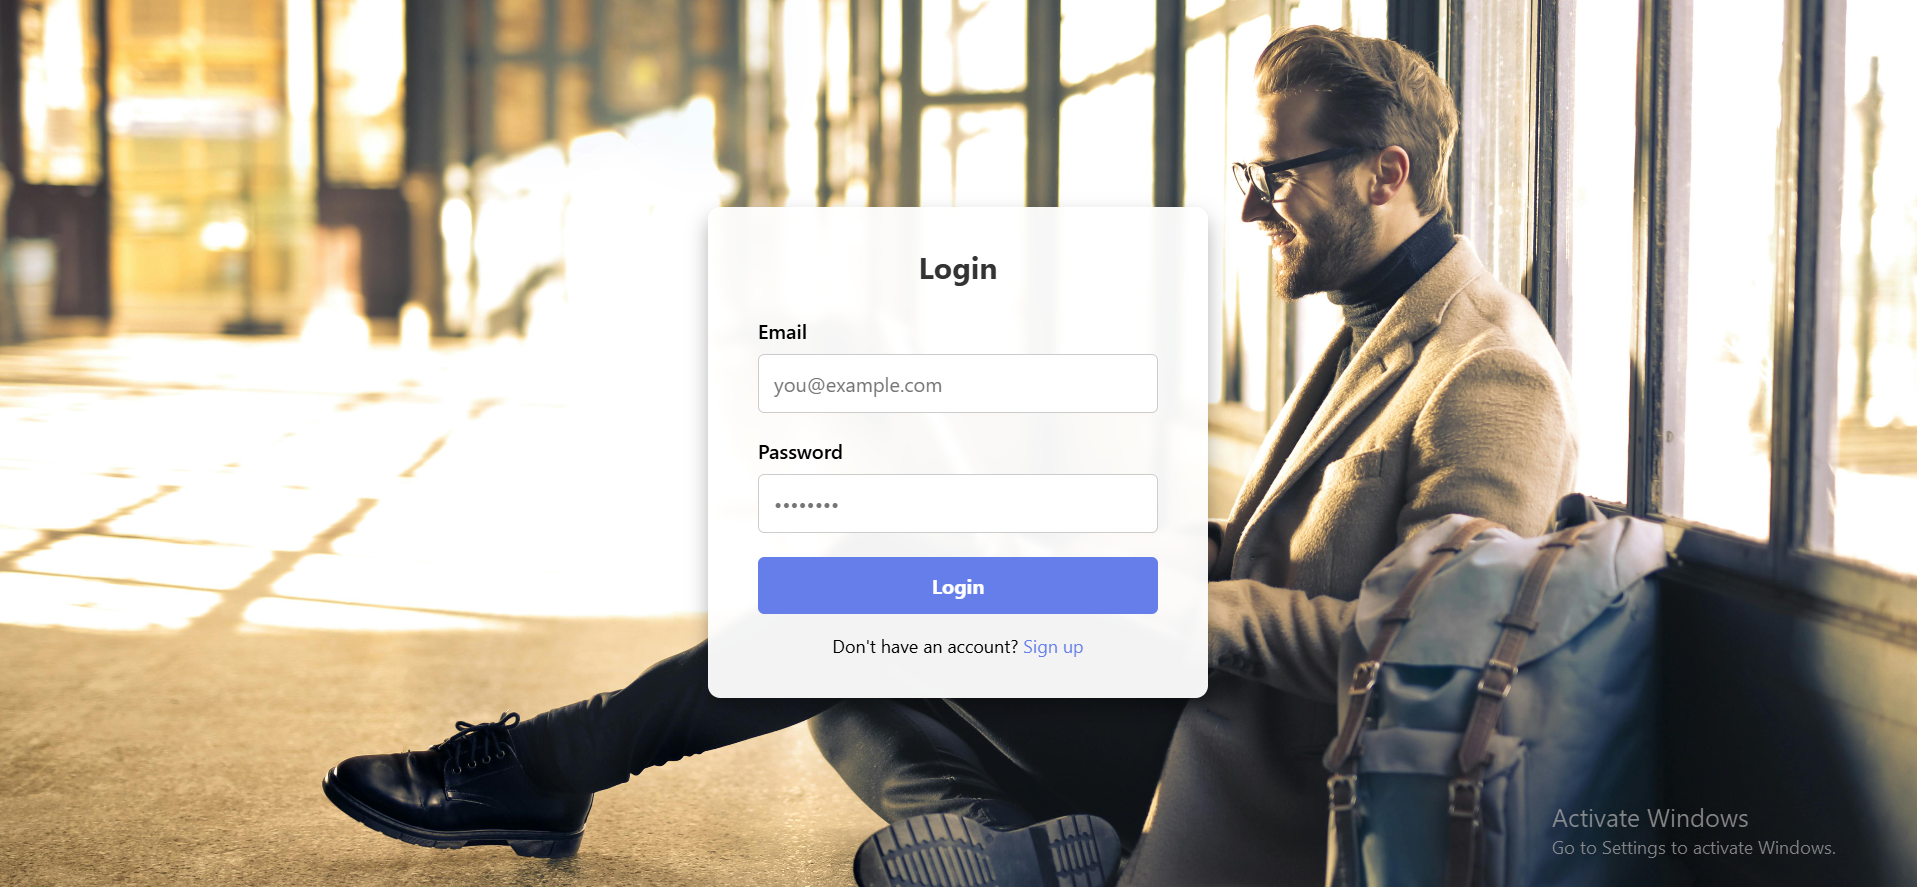 Login
Email
you@example.com
Password
••••••••
Login
Don't have an account? Sign up
Activate Windows
Go to Settings to activate Windows.